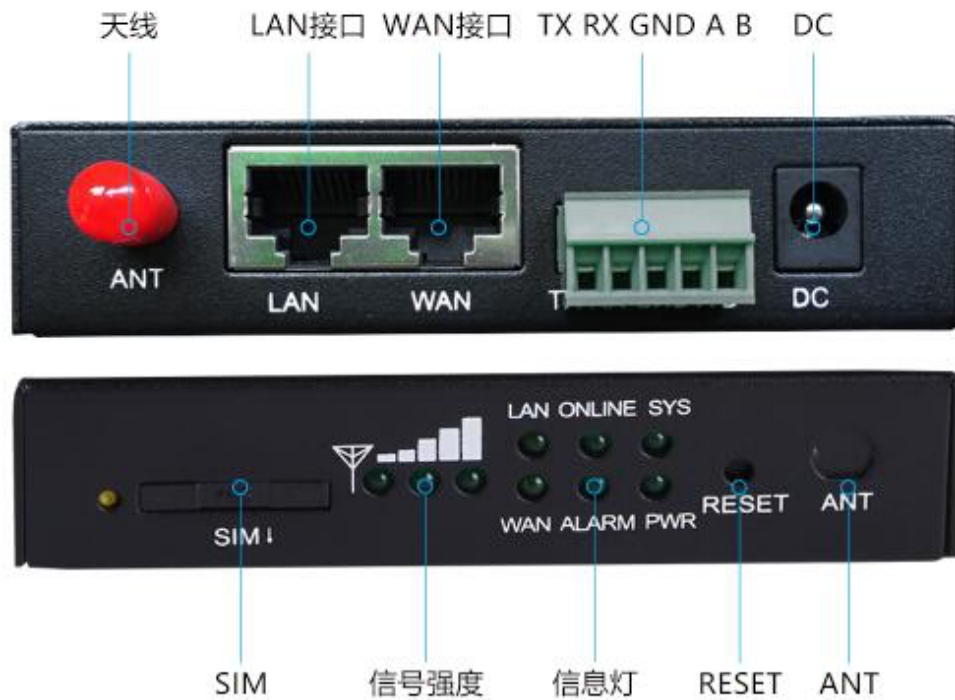 天线 LAN接口 WAN接口 TX RX GND A B DC
ANT
LAN WAN DC
LAN ONLINE SYS
WAN ALARM PWR
RESET ANT
SIM↓
SIM 信号强度 信息灯 RESET ANT